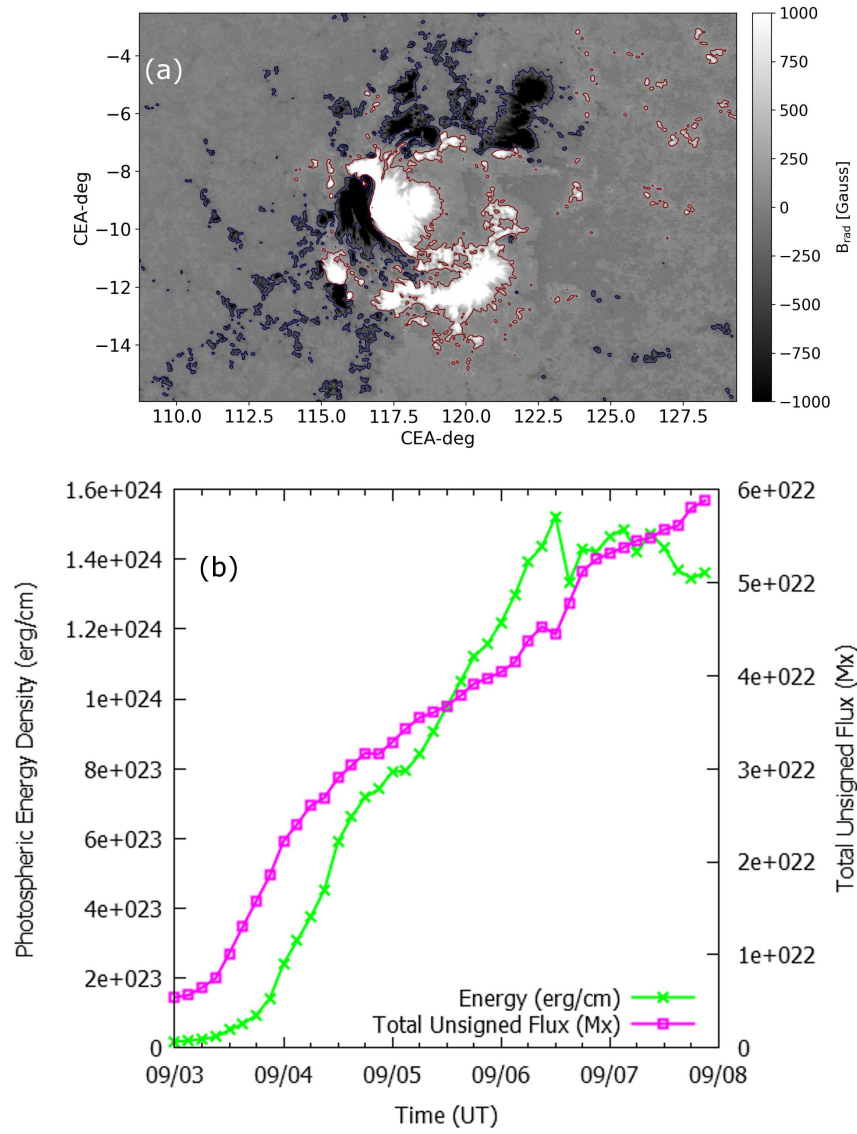 (a)
CEA-deg
−4
−6
−8
−10
−12
−14
110.0 112.5 115.0 117.5 120.0 122.5 125.0 127.5
CEA-deg
1000
750
500
250
0
−250
−500
−750
−1000
B_rad [Gauss]
(b)
Photospheric Energy Density (erg/cm)
1.6e+024
1.4e+024
1.2e+024
1e+024
8e+023
6e+023
4e+023
2e+023
0
6e+022
5e+022
4e+022
3e+022
2e+022
1e+022
0
Total Unsigned Flux (Mx)
Energy (erg/cm)
Total Unsigned Flux (Mx)
09/03 09/04 09/05 09/06 09/07 09/08
Time (UT)